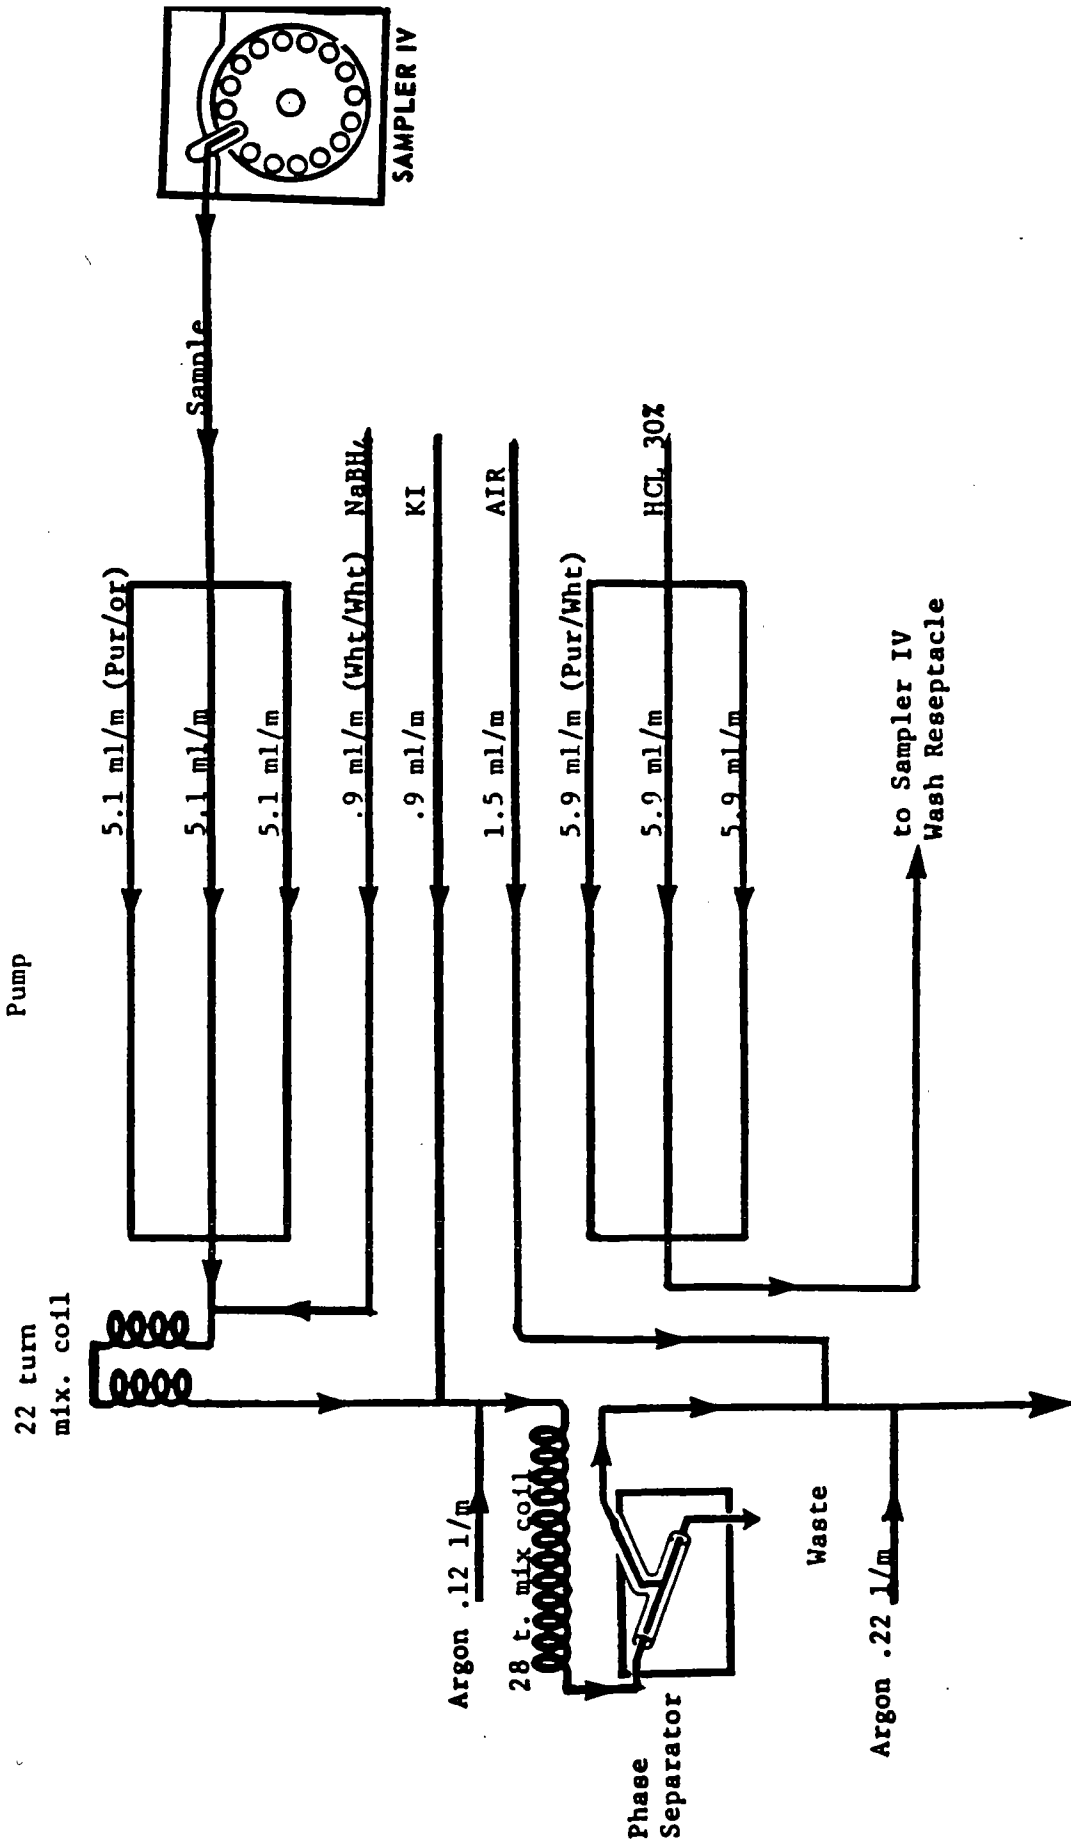 Pump
22 turn
mix. coil
5.1 ml/m (Pur/or)
5.1 ml/m
Sample
5.1 ml/m
.9 ml/m (Wht/Wht) NaBH4
.9 ml/m KI
1.5 ml/m AIR
5.9 ml/m (Pur/Wht)
5.9 ml/m HCL 30%
5.9 ml/m
to Sampler IV
Wash Reseptacle
SAMPLER IV
Argon .12 l/m
28 t. mix coil
Phase
Separator
Waste
Argon .22 l/m